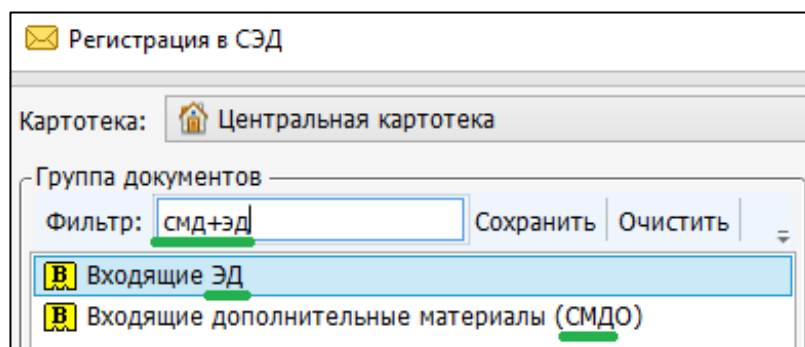 Регистрация в СЭД
Картотека: Центральная картотека
Группа документов
Фильтр: смд+эд Сохранить Очистить
В Входящие ЭД
В Входящие дополнительные материалы (СМДО)